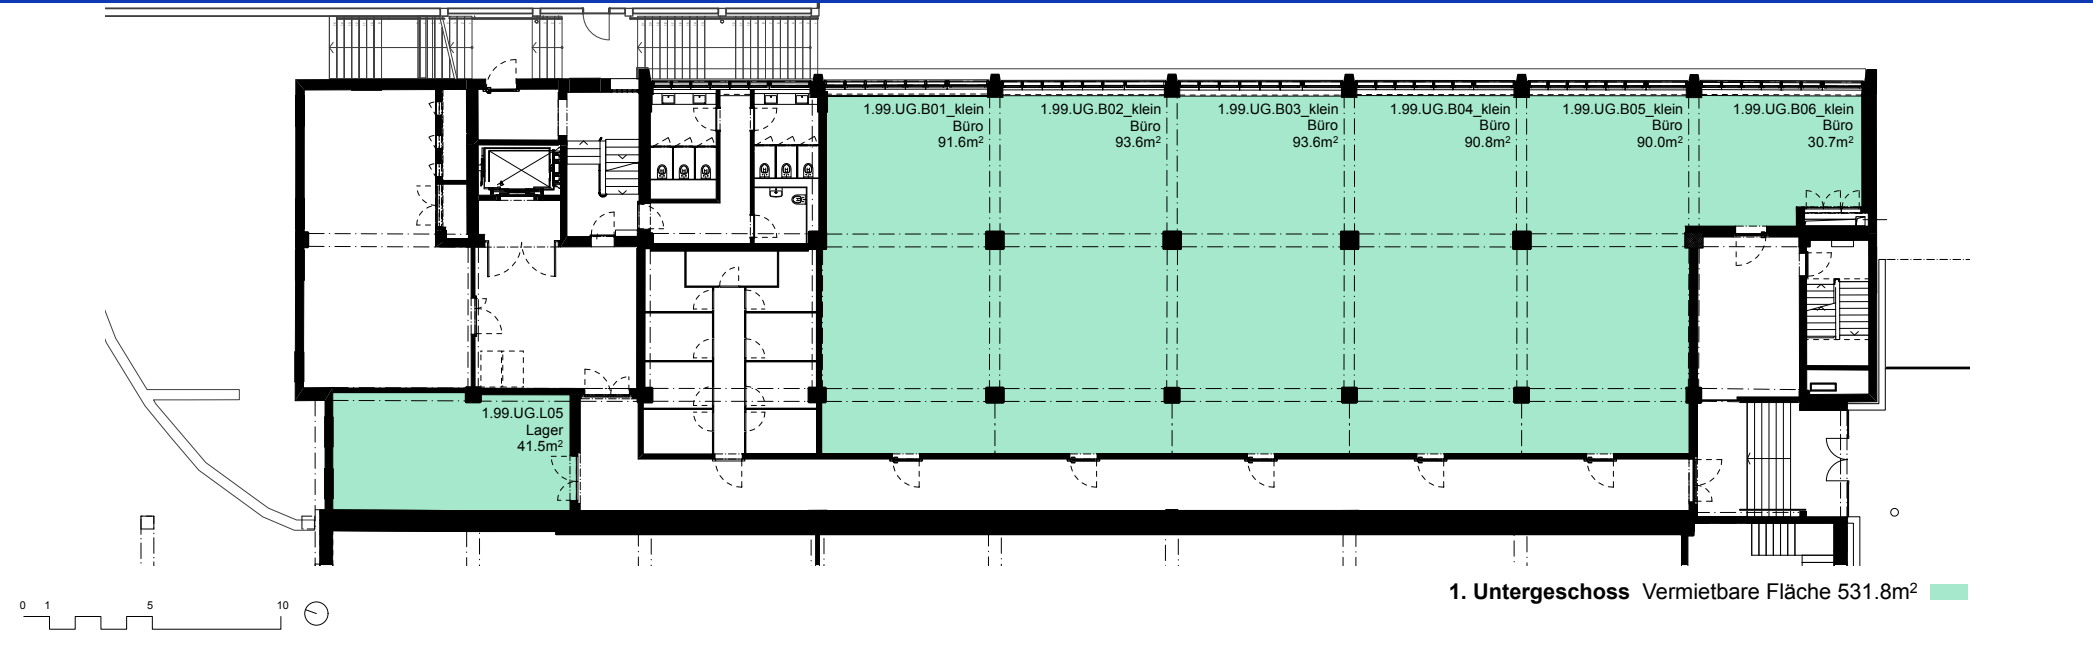 1.99.UG.B01_klein
Büro
91.6m²
1.99.UG.B02_klein
Büro
93.6m²
1.99.UG.B03_klein
Büro
93.6m²
1.99.UG.B04_klein
Büro
90.8m²
1.99.UG.B05_klein
Büro
90.0m²
1.99.UG.B06_klein
Büro
30.7m²
1.99.UG.L05
Lager
41.5m²
1. Untergeschoss Vermietbare Fläche 531.8m²
0 1 5 10